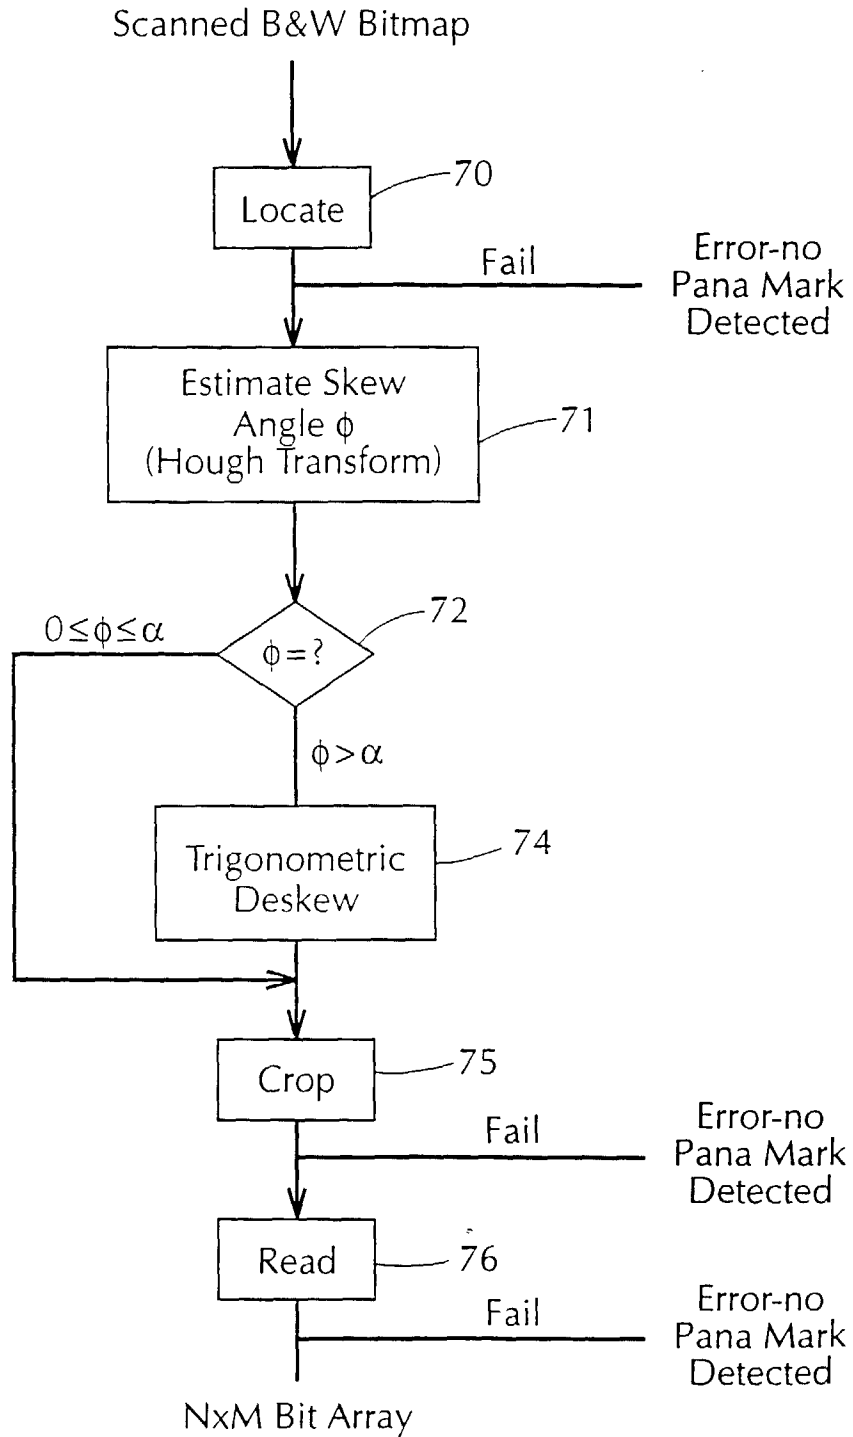 Scanned B&W Bitmap
70
Locate
Fail
Error-no
Pana Mark
Detected
Estimate Skew
Angle ϕ
(Hough Transform)
71
72
0≤ϕ≤α
ϕ=?
ϕ>α
Trigonometric
Deskew
74
Crop
75
Fail
Error-no
Pana Mark
Detected
Read
76
Fail
Error-no
Pana Mark
Detected
NxM Bit Array